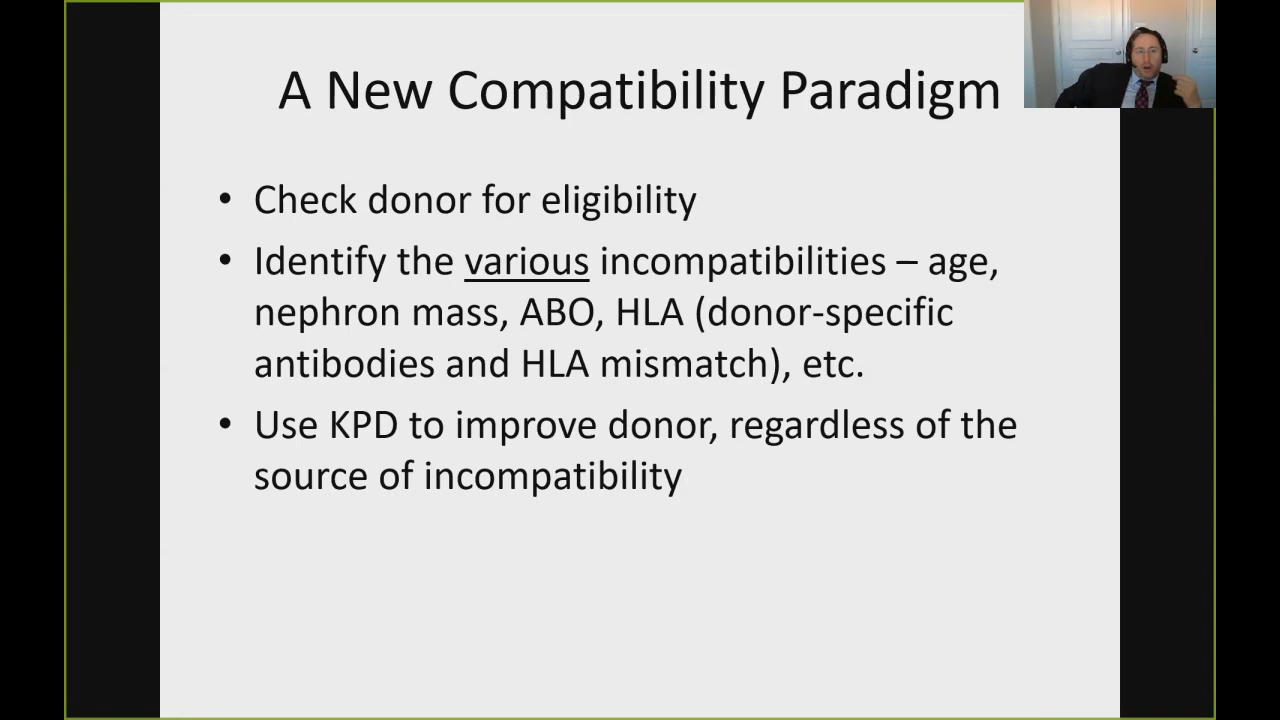 A New Compatibility Paradigm
• Check donor for eligibility
• Identify the various incompatibilities – age,
nephron mass, ABO, HLA (donor-specific
antibodies and HLA mismatch), etc.
• Use KPD to improve donor, regardless of the
source of incompatibility